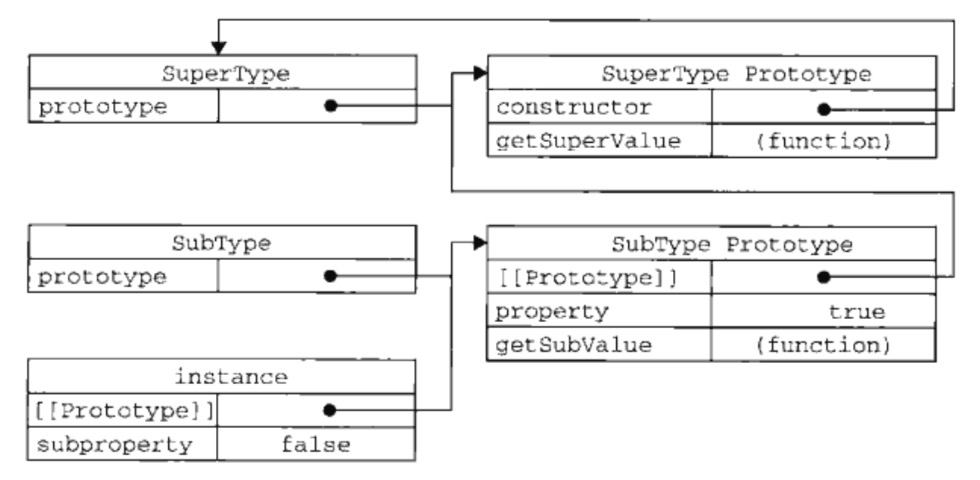 SuperType
prototype
SuperType Prototype
constructor
getSuperValue (function)
SubType
prototype
SubType Prototype
[[Prototype]]
property true
getSubValue (function)
instance
[[Prototype]]
subproperty false